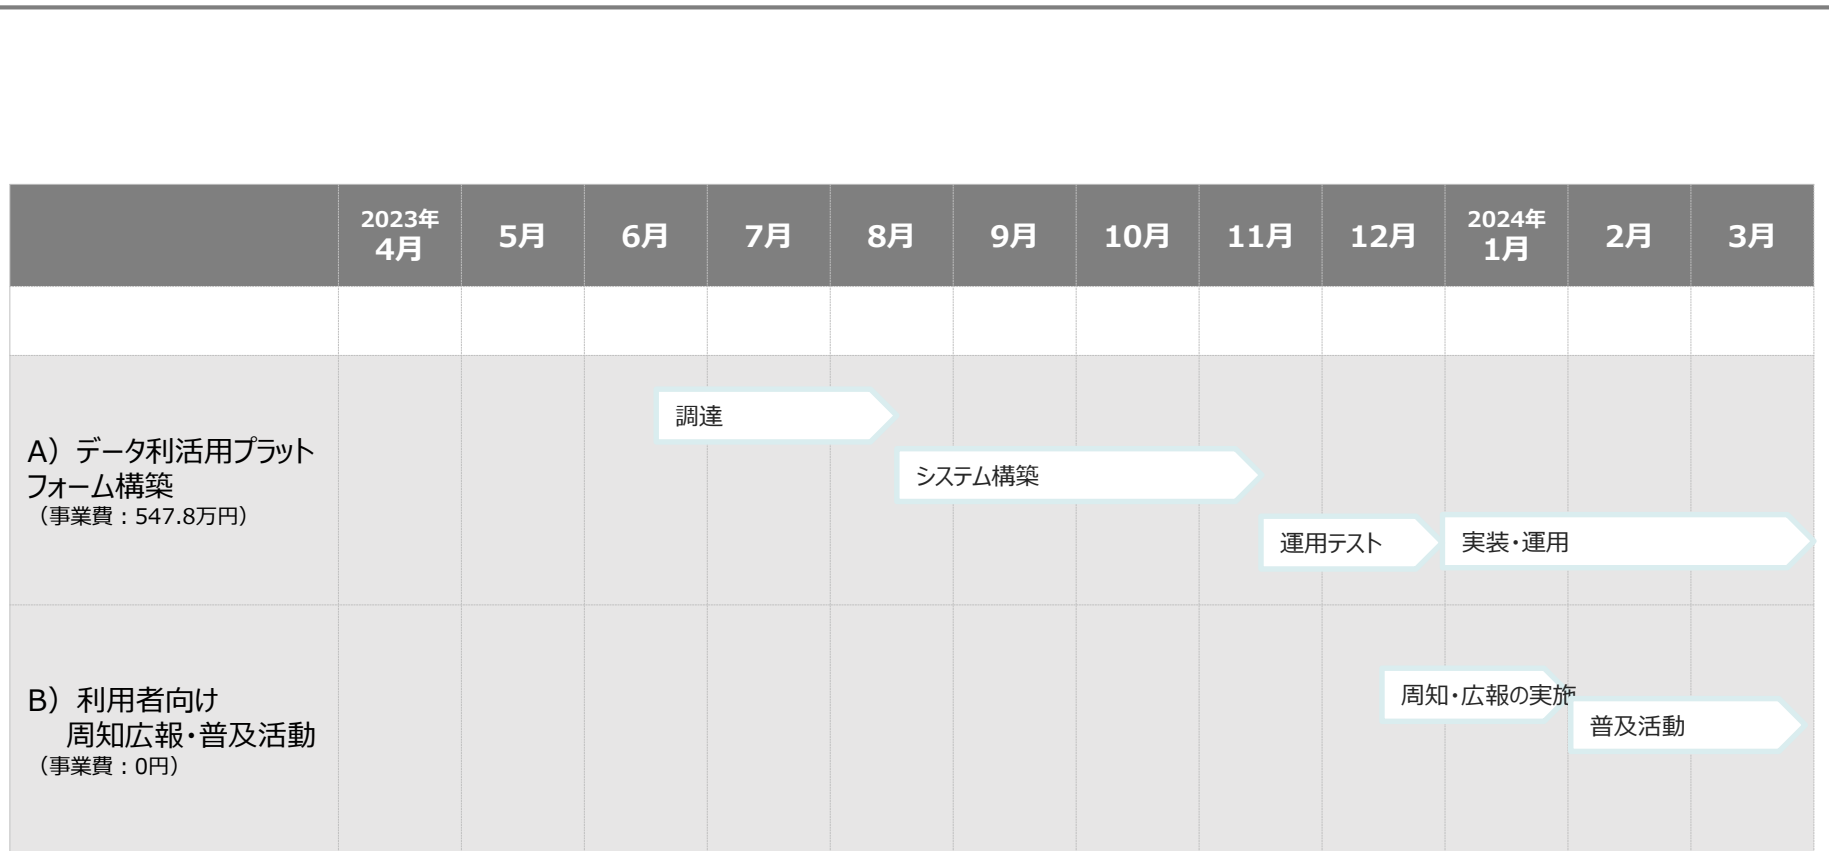 2023年
4月
5月
6月
7月
8月
9月
10月
11月
12月
2024年
1月
2月
3月
A）データ利活用プラット
フォーム構築
（事業費：547.8万円）
調達
システム構築
運用テスト
実装・運用
B）利用者向け
周知広報・普及活動
（事業費：0円）
周知・広報の実施
普及活動